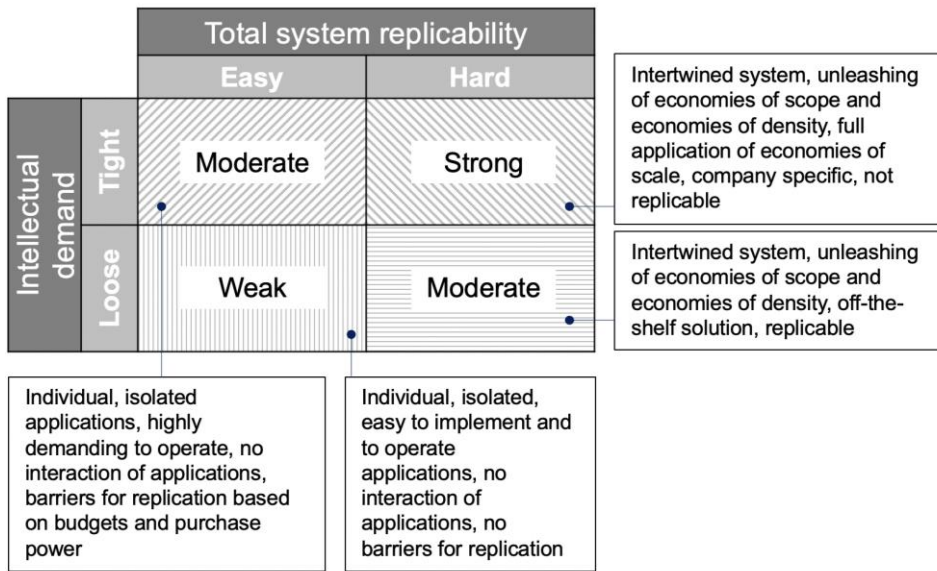 Total system replicability
Easy
Hard
Intellectual
demand
Tight
Loose
Moderate
Strong
Weak
Moderate
Intertwined system, unleashing
of economies of scope and
economies of density, full
application of economies of
scale, company specific, not
replicable
Intertwined system, unleashing
of economies of scope and
economies of density, off-the-
shelf solution, replicable
Individual, isolated
applications, highly
demanding to operate, no
interaction of applications,
barriers for replication based
on budgets and purchase
power
Individual, isolated,
easy to implement and
to operate
applications, no
interaction of
applications, no
barriers for replication